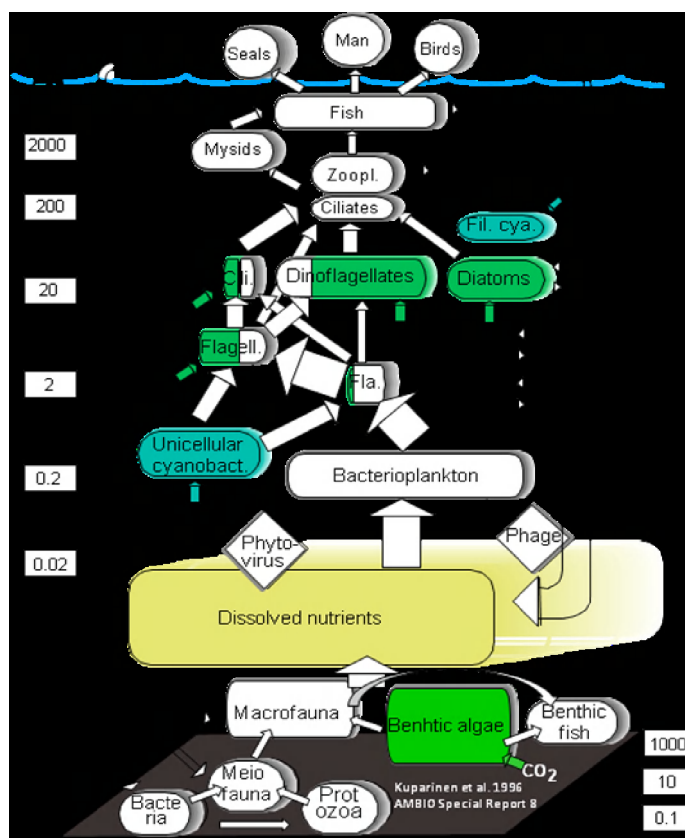 Seals
Man
Birds
Fish
2000
Mysids
Zoopl.
200
Ciliates
Fil. cya.
20
Cili.
Dinoflagellates
Diatoms
Flagell.
2
Fla.
Unicellular
cyanobact.
0.2
Bacterioplankton
Phyto-
virus
Phage
0.02
Dissolved nutrients
Macrofauna
Benhtic algae
Benthic
fish
1000
CO2
Meio
fauna
10
Kuparinen et al. 1996
AMBIO Special Report 8
Bacte
ria
Prot
ozoa
0.1